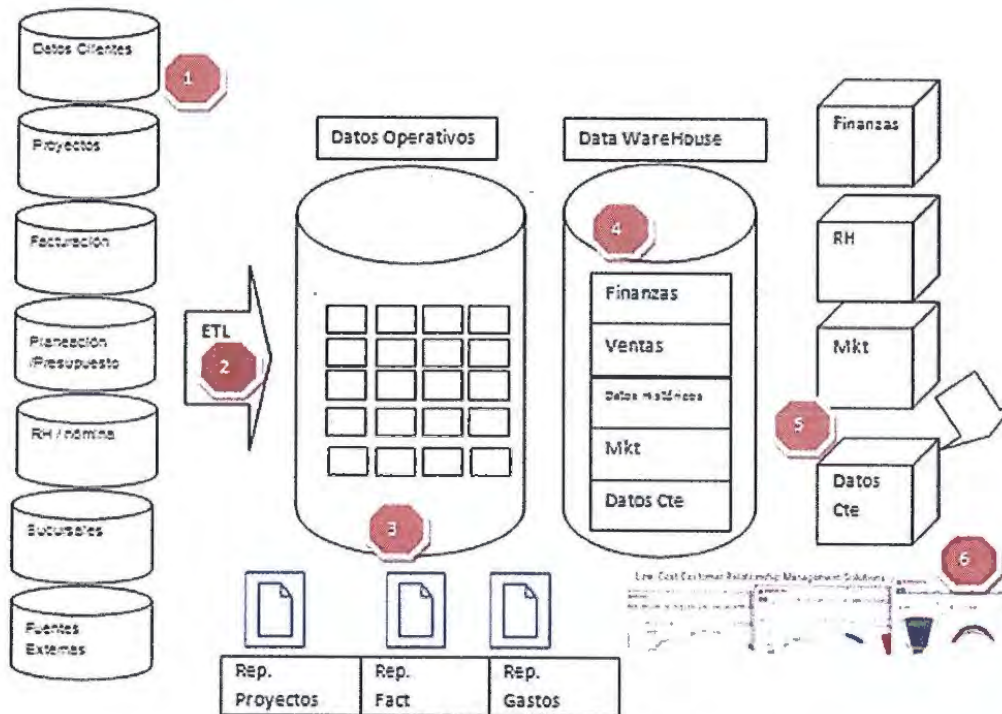 Datos Clientes
1
Proyectos
Facturación
Planeación
/Presupuesto
RH / nómina
Sucursales
Fuentes
Externas
ETL
2
Datos Operativos
3
Data WareHouse
4
Finanzas
Ventas
Datos Históricos
Mkt
Datos Cte
Finanzas
RH
Mkt
5
Datos
Cte
6
Low Cost Customer Relationship Management Solutions
Rep.
Proyectos
Rep.
Fact
Rep.
Gastos